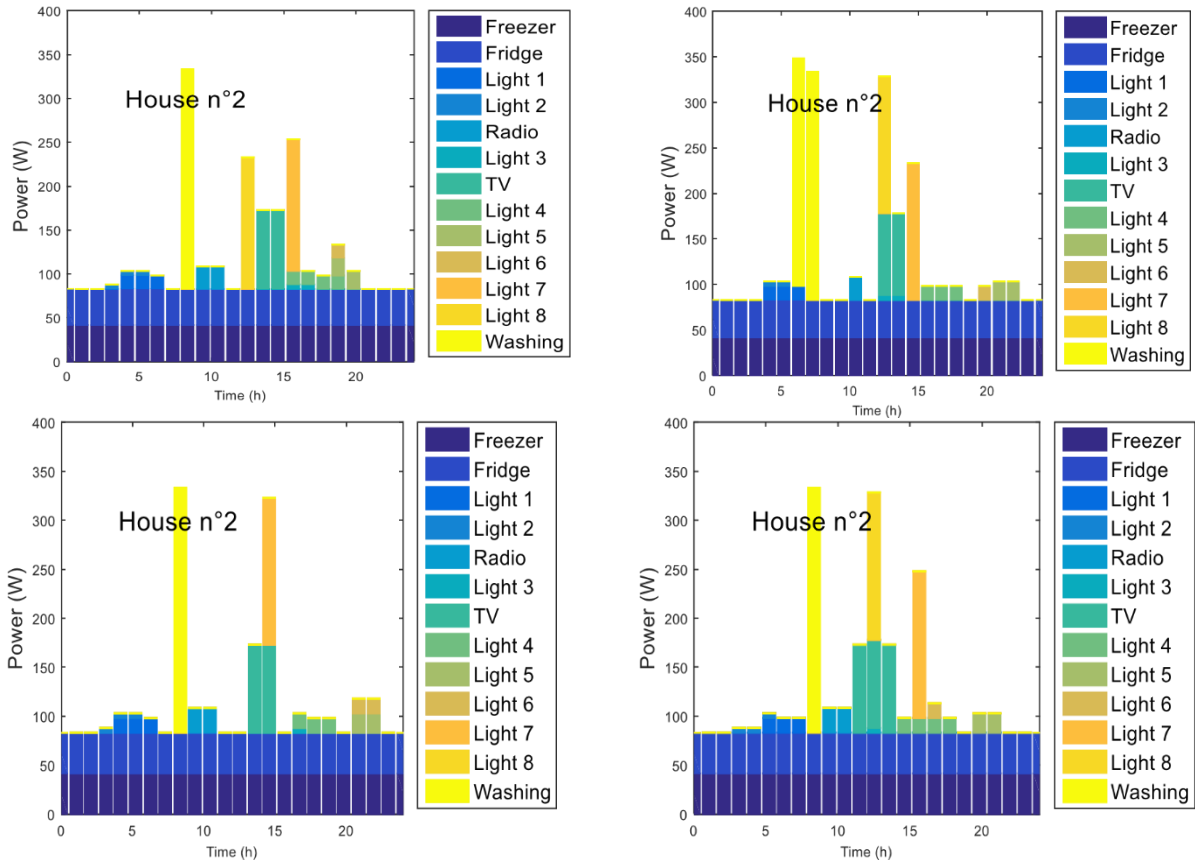 400
350
300
250
200
150
100
50
0
Power (W)
House n°2
0
5
10
15
20
Time (h)
Freezer
Fridge
Light 1
Light 2
Radio
Light 3
TV
Light 4
Light 5
Light 6
Light 7
Light 8
Washing
400
350
300
250
200
150
100
50
0
Power (W)
House n°2
0
5
10
15
20
Time (h)
Freezer
Fridge
Light 1
Light 2
Radio
Light 3
TV
Light 4
Light 5
Light 6
Light 7
Light 8
Washing
400
350
300
250
200
150
100
50
0
Power (W)
House n°2
0
5
10
15
20
Time (h)
Freezer
Fridge
Light 1
Light 2
Radio
Light 3
TV
Light 4
Light 5
Light 6
Light 7
Light 8
Washing
400
350
300
250
200
150
100
50
0
Power (W)
House n°2
0
5
10
15
20
Time (h)
Freezer
Fridge
Light 1
Light 2
Radio
Light 3
TV
Light 4
Light 5
Light 6
Light 7
Light 8
Washing